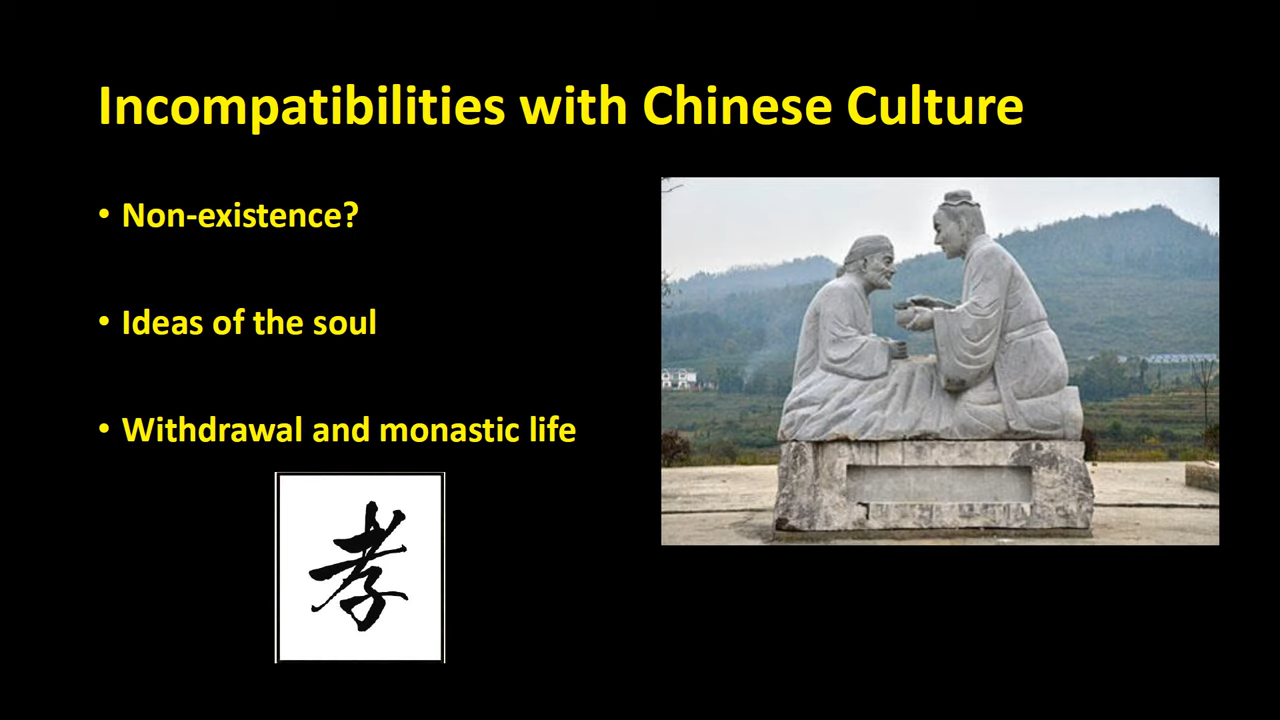 Incompatibilities with Chinese Culture
• Non-existence?
• Ideas of the soul
• Withdrawal and monastic life
孝